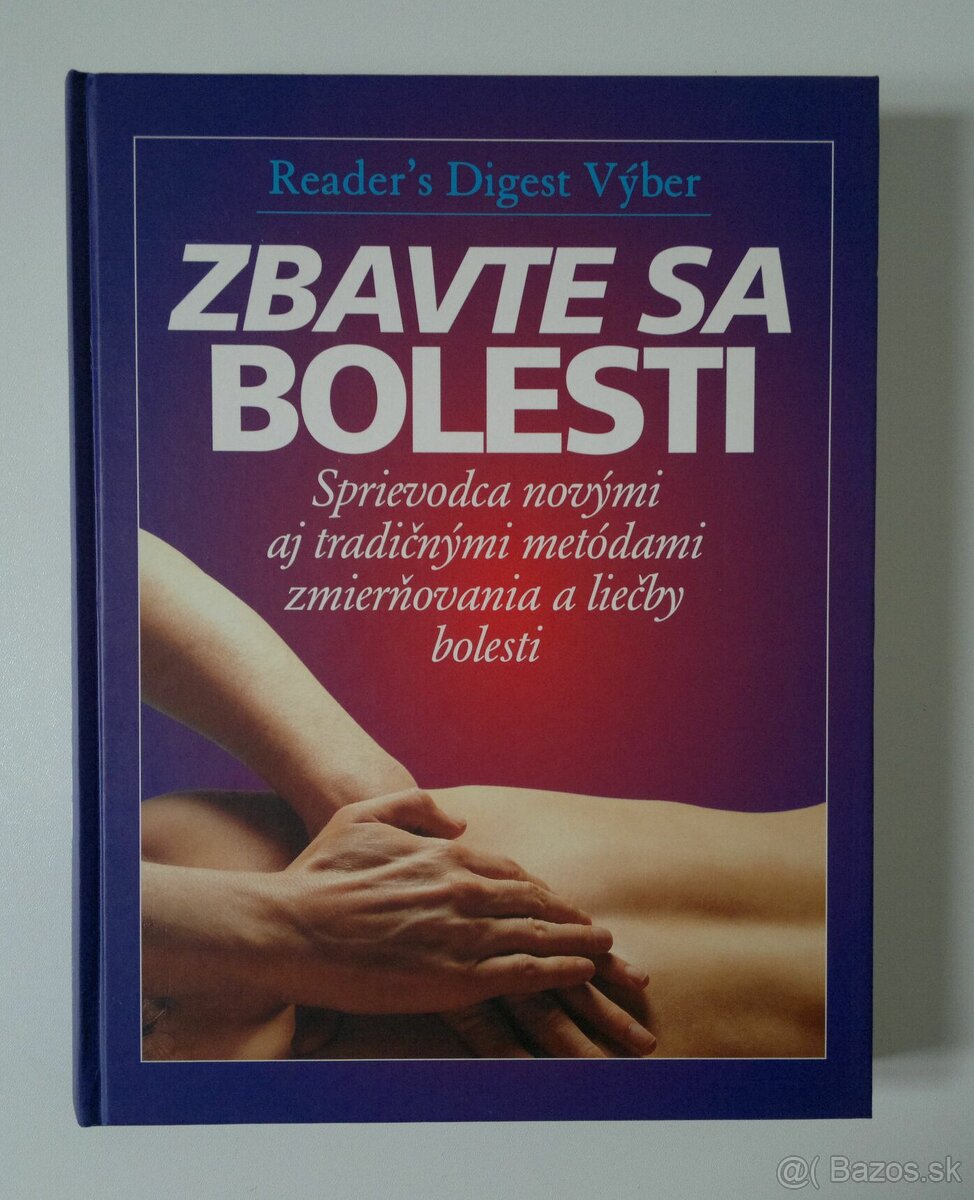 Reader's Digest Výber
ZBAVTE SA
BOLESTI
Sprievodca novými
aj tradičnými metódami
zmierňovania a liečby
bolesti
@( Bazos.sk